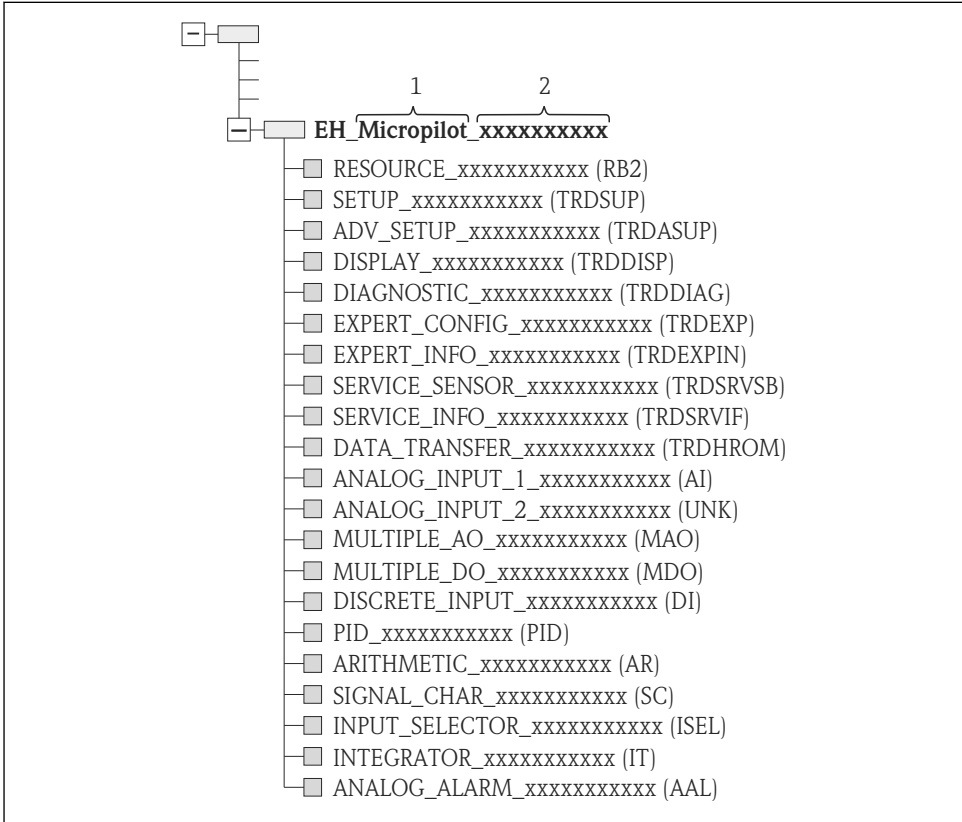 1 2
EH_Micropilot_xxxxxxxxxx
RESOURCE_xxxxxxxxxxx (RB2)
SETUP_xxxxxxxxxxx (TRDSUP)
ADV_SETUP_xxxxxxxxxxx (TRDASUP)
DISPLAY_xxxxxxxxxxx (TRDDISP)
DIAGNOSTIC_xxxxxxxxxxx (TRDDIAG)
EXPERT_CONFIG_xxxxxxxxxxx (TRDEXP)
EXPERT_INFO_xxxxxxxxxxx (TRDEXPIN)
SERVICE_SENSOR_xxxxxxxxxxx (TRDSRVSB)
SERVICE_INFO_xxxxxxxxxxx (TRDSRVIF)
DATA_TRANSFER_xxxxxxxxxxx (TRDHROM)
ANALOG_INPUT_1_xxxxxxxxxxx (AI)
ANALOG_INPUT_2_xxxxxxxxxxx (UNK)
MULTIPLE_AO_xxxxxxxxxxx (MAO)
MULTIPLE_DO_xxxxxxxxxxx (MDO)
DISCRETE_INPUT_xxxxxxxxxxx (DI)
PID_xxxxxxxxxxx (PID)
ARITHMETIC_xxxxxxxxxxx (AR)
SIGNAL_CHAR_xxxxxxxxxxx (SC)
INPUT_SELECTOR_xxxxxxxxxxx (ISEL)
INTEGRATOR_xxxxxxxxxxx (IT)
ANALOG_ALARM_xxxxxxxxxxx (AAL)